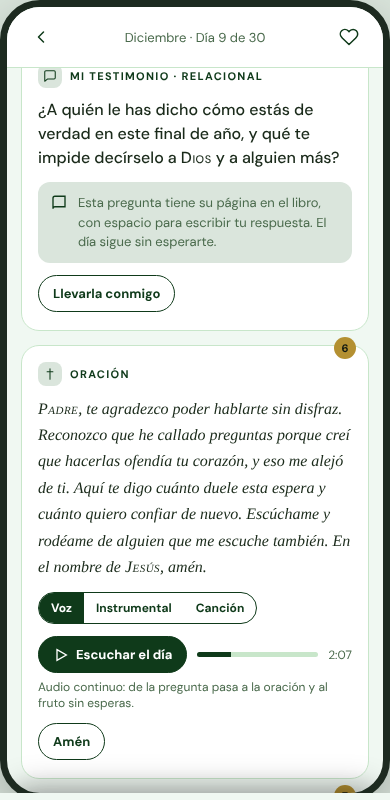 Diciembre · Día 9 de 30
MI TESTIMONIO · RELACIONAL
¿A quién le has dicho cómo estás de
verdad en este final de año, y qué te
impide decírselo a Dios y a alguien más?
Esta pregunta tiene su página en el libro,
con espacio para escribir tu respuesta. El
día sigue sin esperarte.
Llevarla conmigo
6
ORACIÓN
Padre, te agradezco poder hablarte sin disfraz.
Reconozco que he callado preguntas porque creí
que hacerlas ofendía tu corazón, y eso me alejó
de ti. Aquí te digo cuánto duele esta espera y
cuánto quiero confiar de nuevo. Escúchame y
rodéame de alguien que me escuche también. En
el nombre de Jesús, amén.
Voz Instrumental Canción
Escuchar el día 2:07
Audio continuo: de la pregunta pasa a la oración y al
fruto sin esperas.
Amén